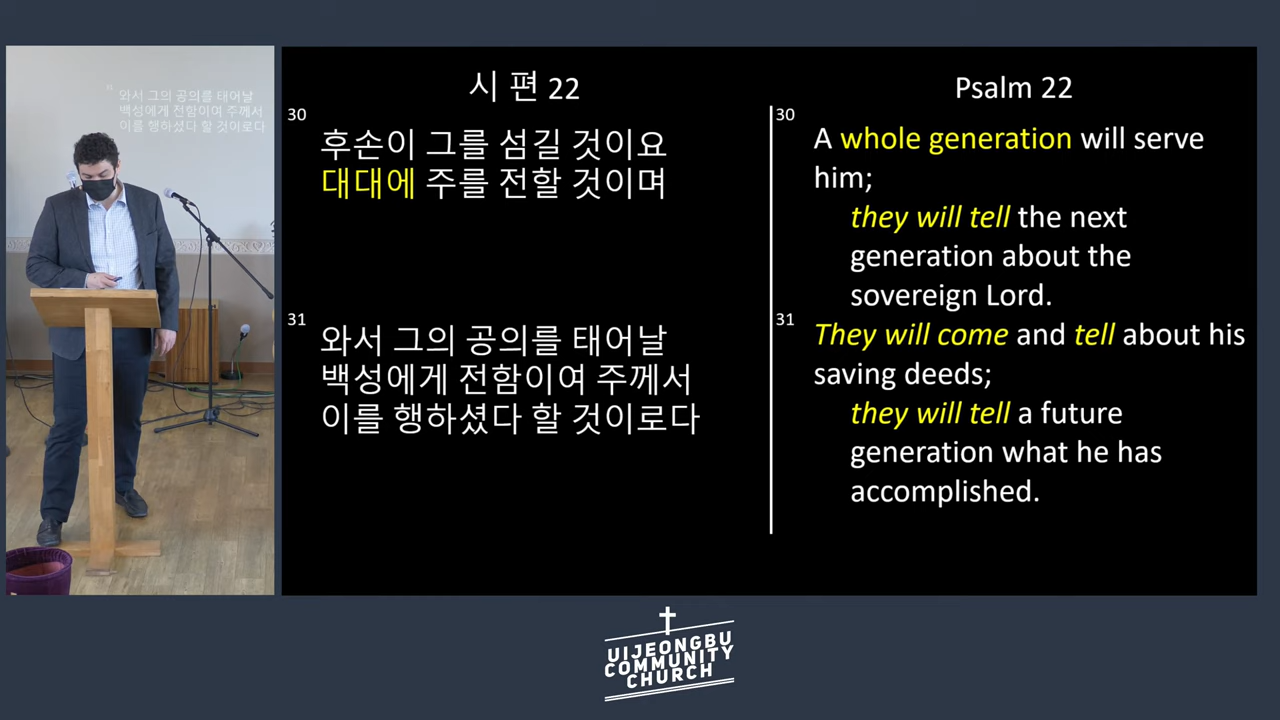 31
와서 그의 공의를 태어날
백성에게 전함이여 주께서
이를 행하셨다 할 것이로다
시 편 22
30
후손이 그를 섬길 것이요
대대에 주를 전할 것이며
31
와서 그의 공의를 태어날
백성에게 전함이여 주께서
이를 행하셨다 할 것이로다
Psalm 22
30
A whole generation will serve
him;
they will tell the next
generation about the
sovereign Lord.
31
They will come and tell about his
saving deeds;
they will tell a future
generation what he has
accomplished.
UIJEONGBU
COMMUNITY
CHURCH